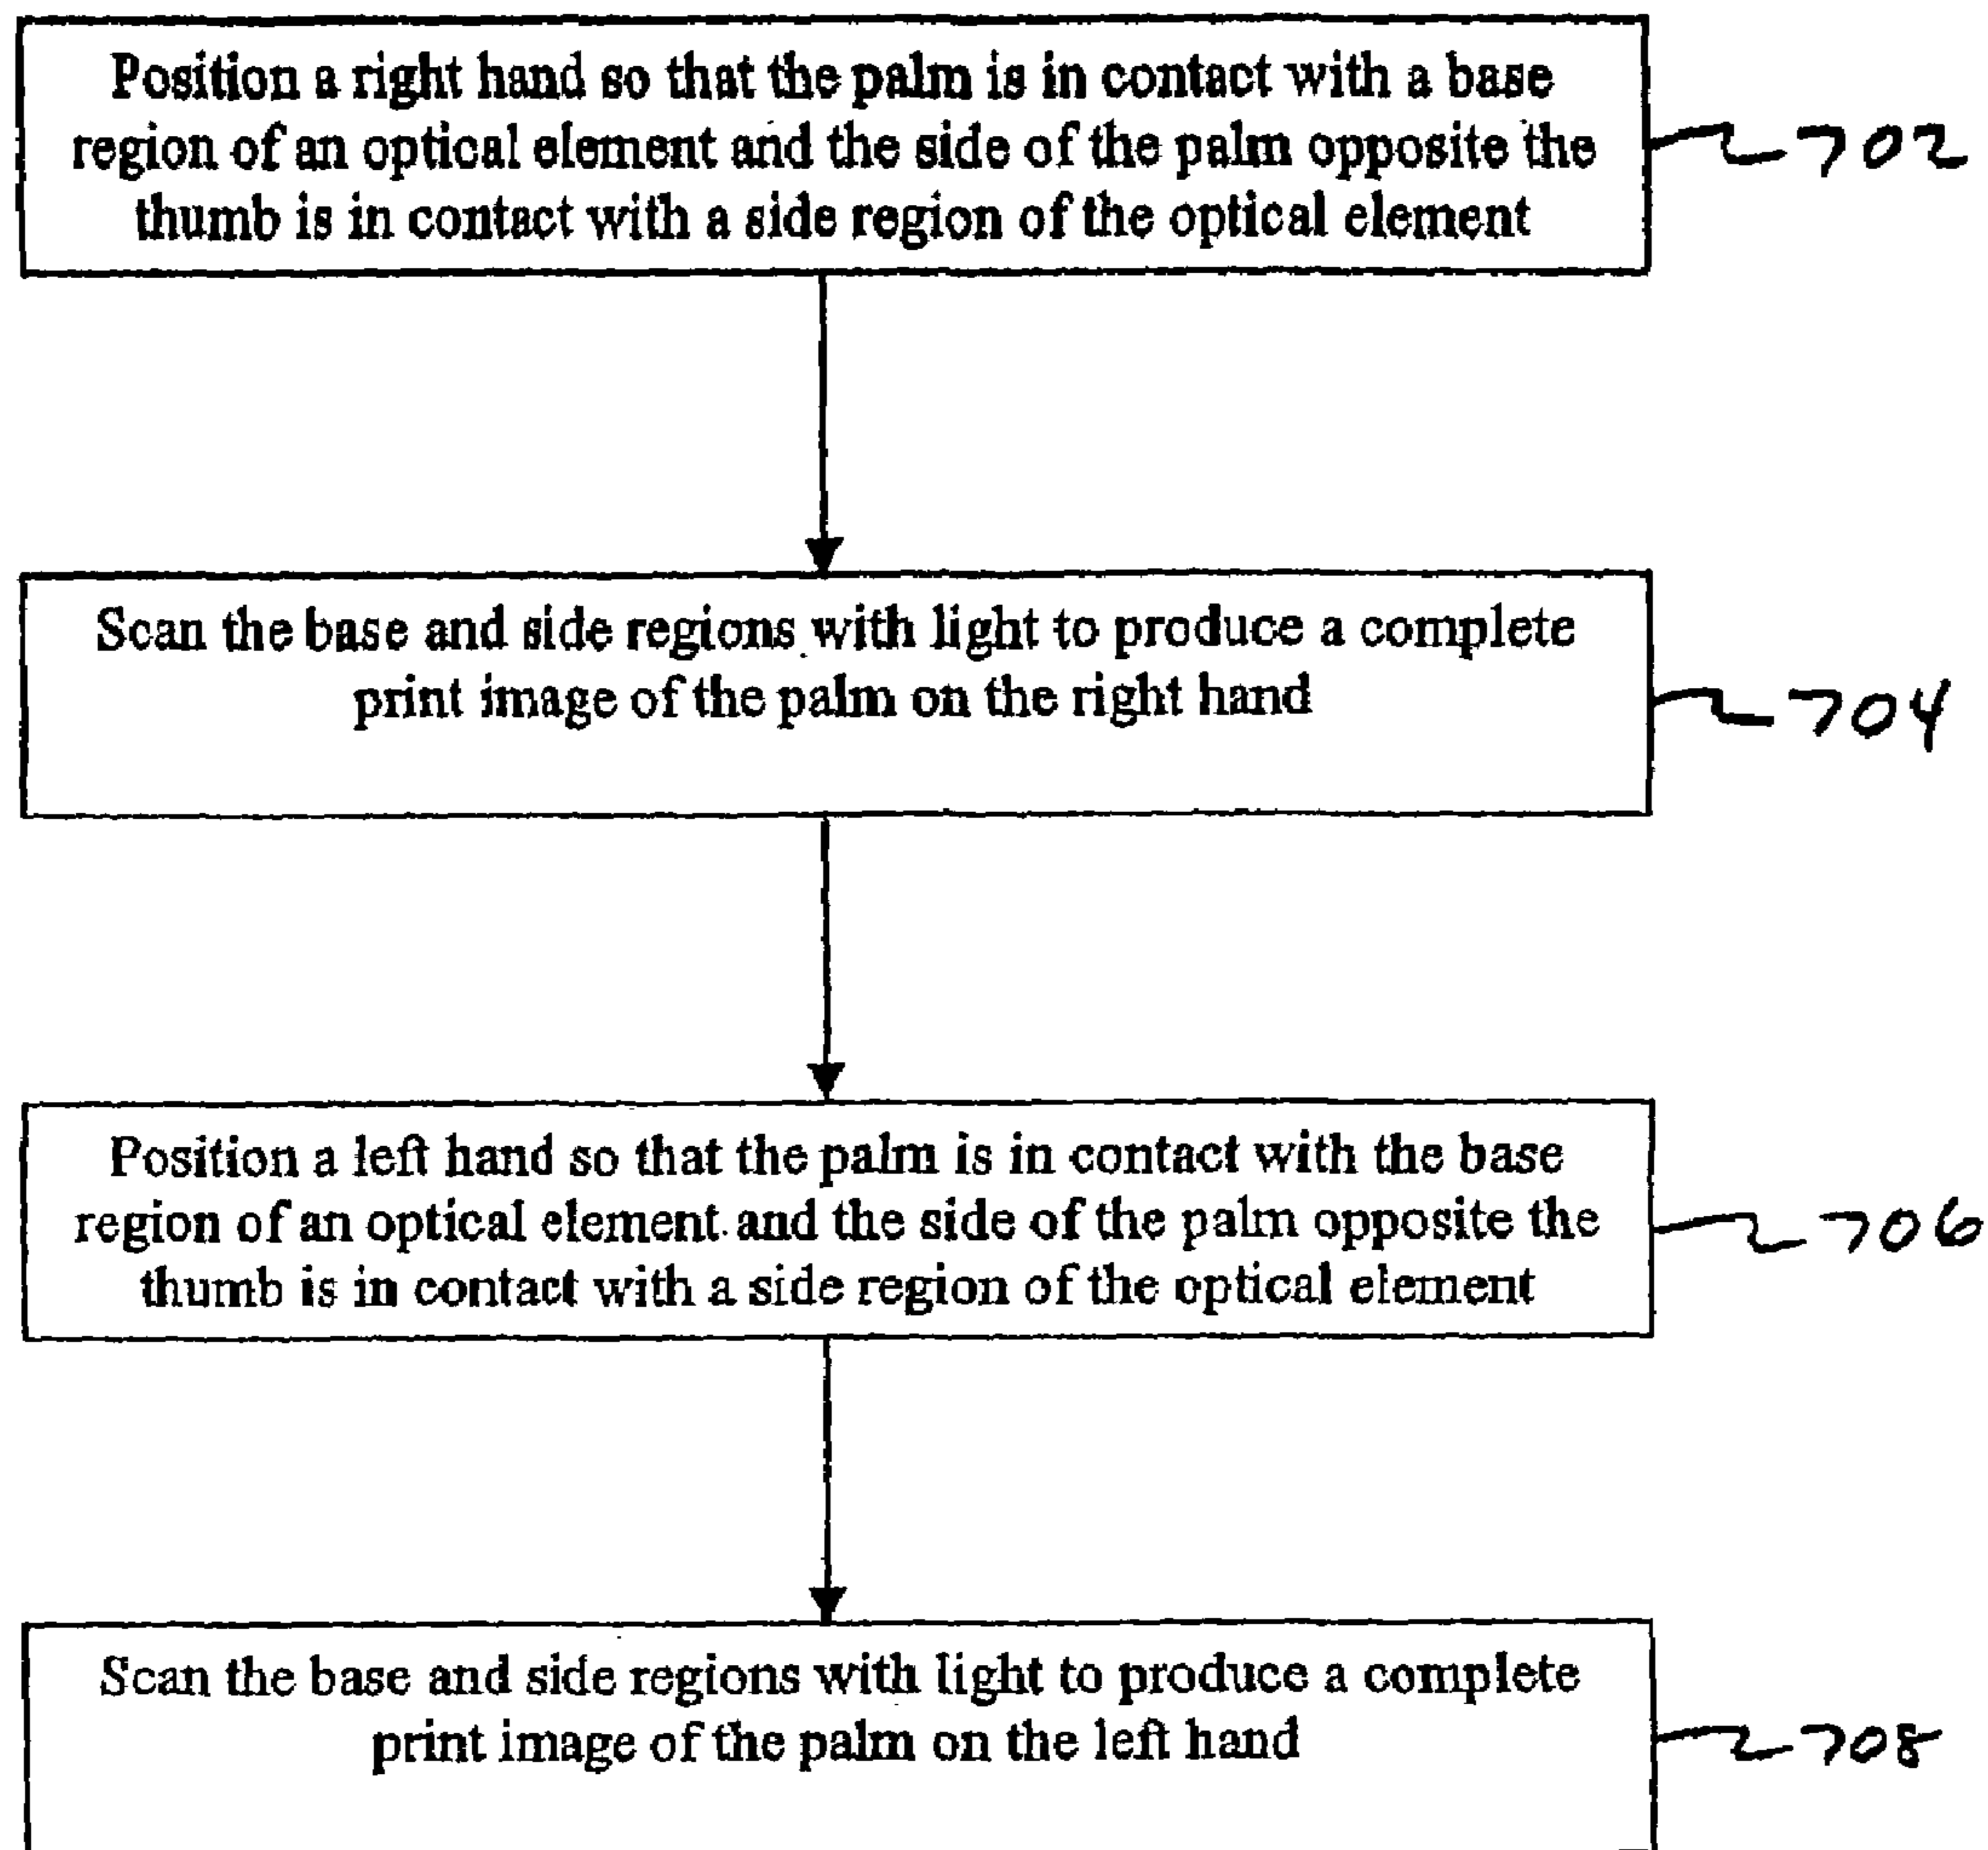 Position a right hand so that the palm is in contact with a base
region of an optical element and the side of the palm opposite the
thumb is in contact with a side region of the optical element
702
Scan the base and side regions with light to produce a complete
print image of the palm on the right hand
704
Position a left hand so that the palm is in contact with the base
region of an optical element and the side of the palm opposite the
thumb is in contact with a side region of the optical element
706
Scan the base and side regions with light to produce a complete
print image of the palm on the left hand
708